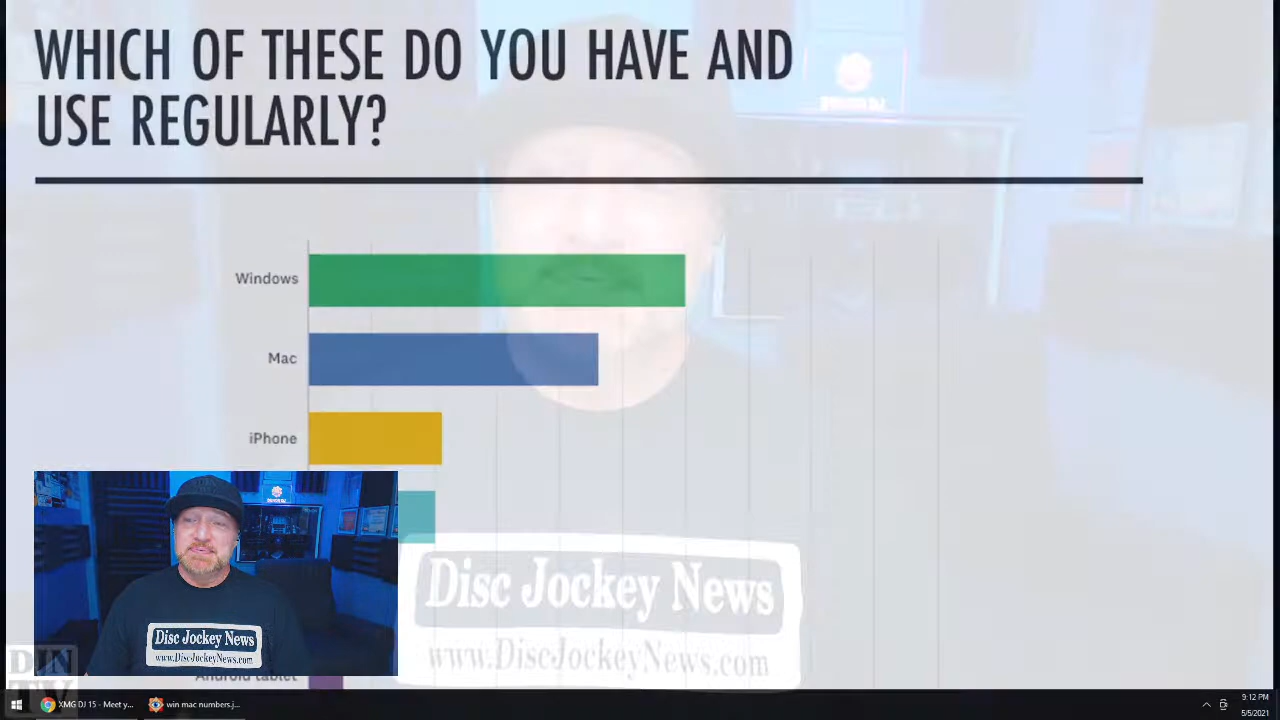 WHICH OF THESE DO YOU HAVE AND
USE REGULARLY?
Windows
Mac
iPhone
Disc Jockey News
www.DiscJockeyNews.com
Disc Jockey News
www.DiscJockeyNews.com
Android tablet
DJN
TV
XMG DJ 15 - Meet y...
win mac numbers.j...
9:12 PM
5/5/2021